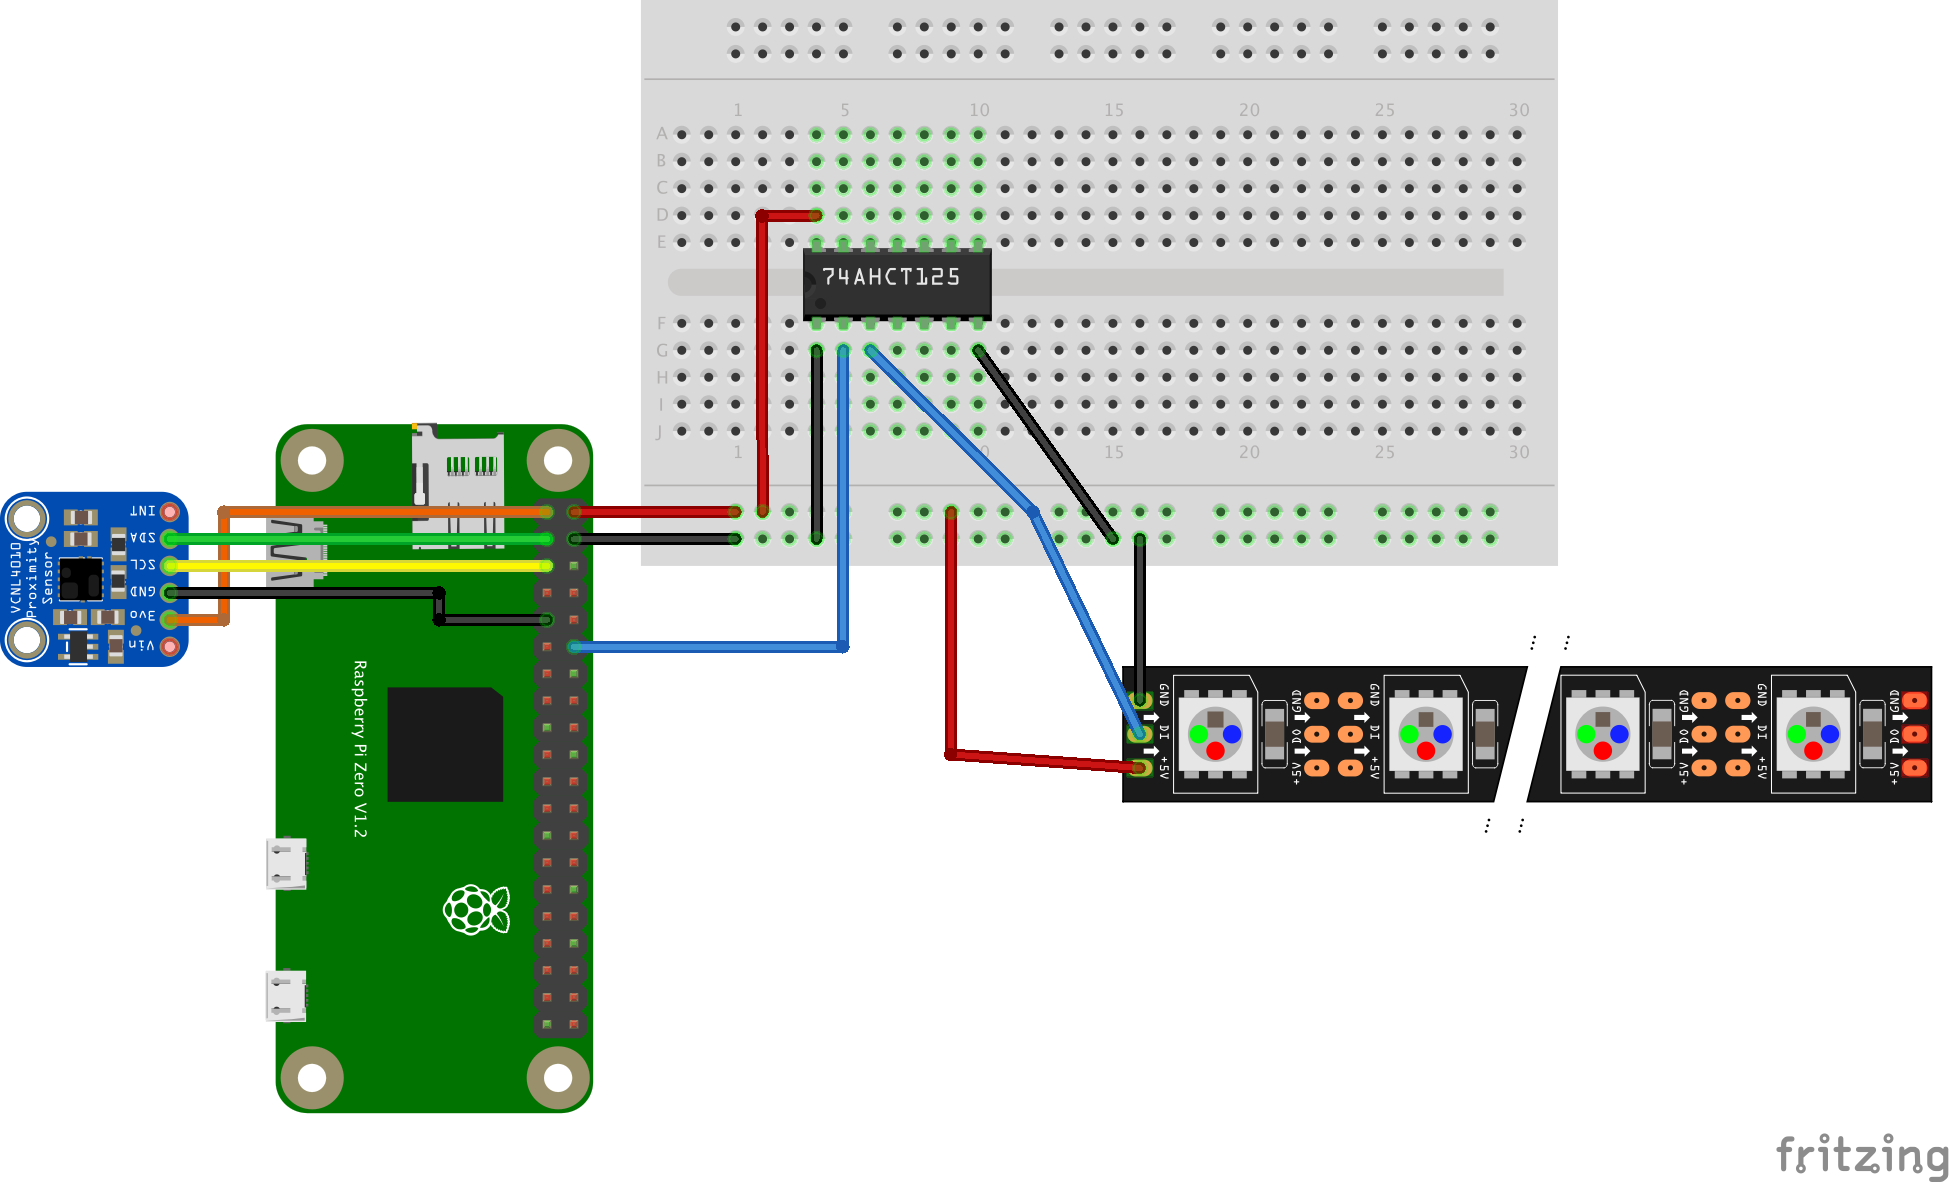 1 5 10 15 20 25 30
A
B
C
D
E
74AHCT125
F
G
H
I
J
1 0 15 20 25 30
VCNL4010
Proximity
Sensor
INT
SDA
SCL
GND
3vo
Vin
Raspberry Pi Zero V1.2
GND
DI
+5V
GND
DO
+5V
GND
DI
+5V
GND
DO
+5V
GND
DI
+5V
GND
DO
+5V
fritzing